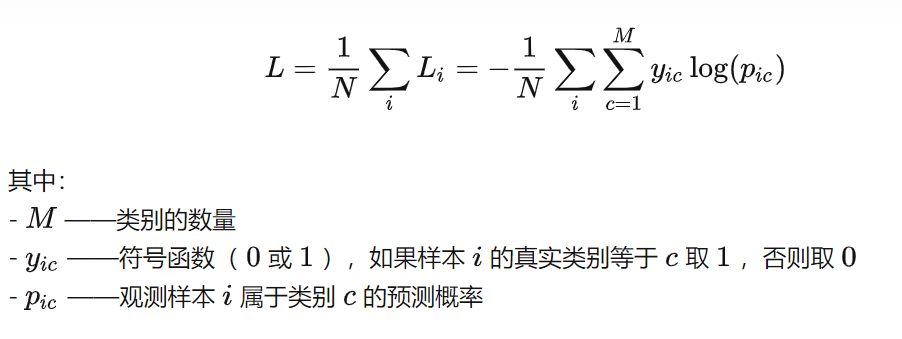 L = \frac{1}{N} \sum_{i} L_i = -\frac{1}{N} \sum_{i} \sum_{c=1}^{M} y_{ic} \log(p_{ic})
其中：
- M ——类别的数量
- y_{ic} ——符号函数（ 0 或 1 ），如果样本 i 的真实类别等于 c 取 1 ，否则取 0
- p_{ic} ——观测样本 i 属于类别 c 的预测概率